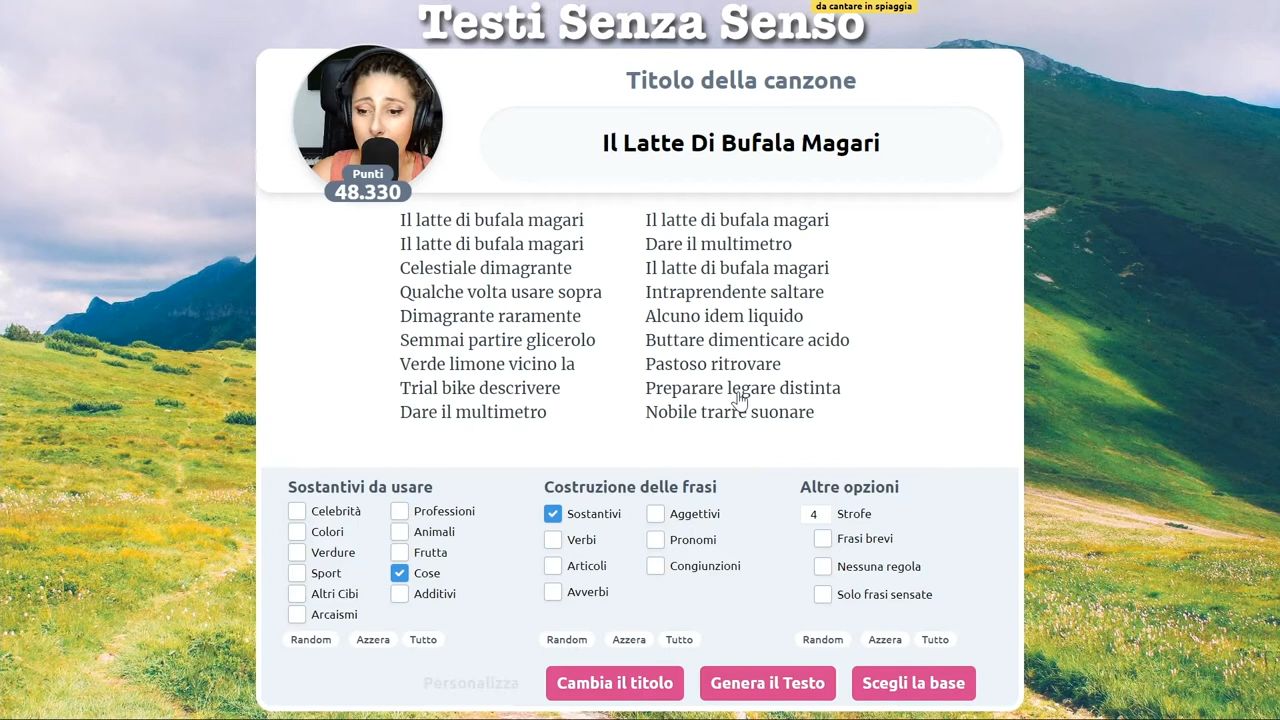 da cantare in spiaggia
Testi Senza Senso
Titolo della canzone
Il Latte Di Bufala Magari
Punti
48.330
Il latte di bufala magari
Il latte di bufala magari
Celestiale dimagrante
Qualche volta usare sopra
Dimagrante raramente
Semmai partire glicerolo
Verde limone vicino la
Trial bike descrivere
Dare il multimetro
Il latte di bufala magari
Dare il multimetro
Il latte di bufala magari
Intraprendente saltare
Alcuno idem liquido
Buttare dimenticare acido
Pastoso ritrovare
Preparare legare distinta
Nobile trarre suonare
Sostantivi da usare
Celebrità
Colori
Verdure
Sport
Altri Cibi
Arcaismi
Professioni
Animali
Frutta
Cose
Additivi
Random Azzera Tutto
Costruzione delle frasi
Sostantivi
Verbi
Articoli
Avverbi
Aggettivi
Pronomi
Congiunzioni
Random Azzera Tutto
Altre opzioni
4 Strofe
Frasi brevi
Nessuna regola
Solo frasi sensate
Random Azzera Tutto
Personalizza
Cambia il titolo
Genera il Testo
Scegli la base